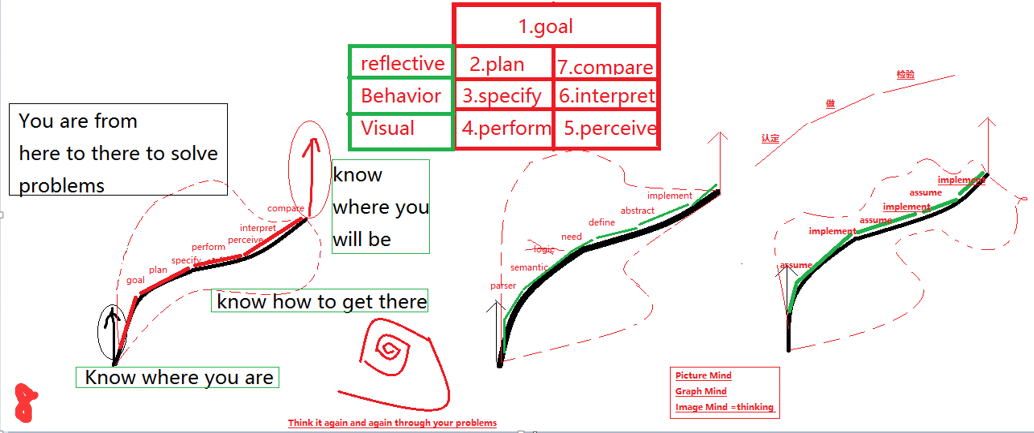 1.goal
reflective 2.plan 7.compare
Behavior 3.specify 6.interpret
Visual 4.perform 5.perceive
You are from
here to there to solve
problems
know
where you
will be
compare
interpret
perceive
perform
specify
plan
goal
know how to get there
Know where you are
Think it again and again through your problems
8
implement
abstract
define
need
logic
semantic
parser
检验
做
认定
implement
assume
implement
assume
implement
assume
Picture Mind
Graph Mind
Image Mind =thinking